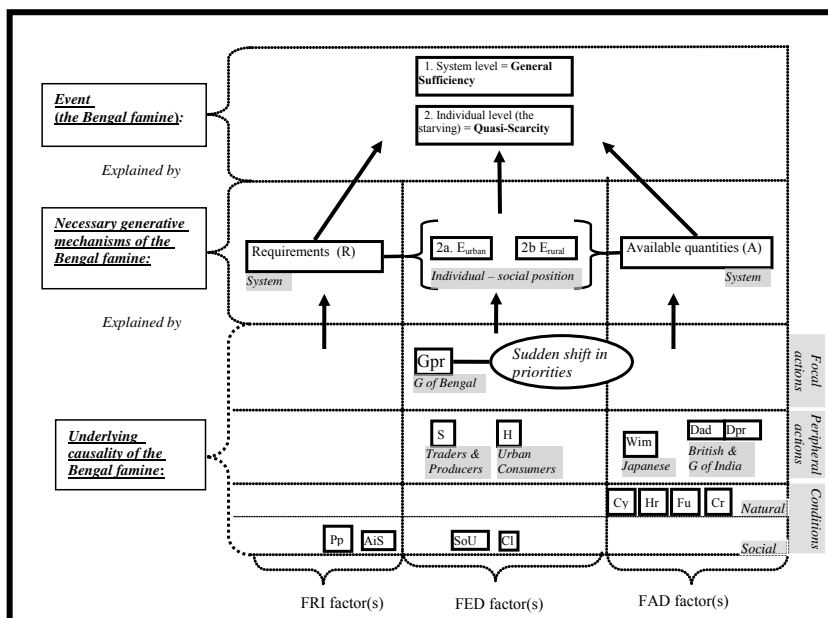 1. System level = General
Sufficiency
Event
(the Bengal famine):
2. Individual level (the
starving) = Quasi-Scarcity
Explained by
Necessary generative
mechanisms of the
Bengal famine:
Requirements (R)
System
2a. Eurban
2b Erural
Individual – social position
Available quantities (A)
System
Explained by
Gpr
G of Bengal
Sudden shift in
priorities
Focal
actions
Underlying
causality of the
Bengal famine:
S
Traders &
Producers
H
Urban
Consumers
Wim
Japanese
Dad
Dpr
British &
G of India
Peripheral
actions
Cy
Hr
Fu
Cr
Natural
Pp
AiS
SoU
Cl
Social
Conditions
FRI factor(s)
FED factor(s)
FAD factor(s)